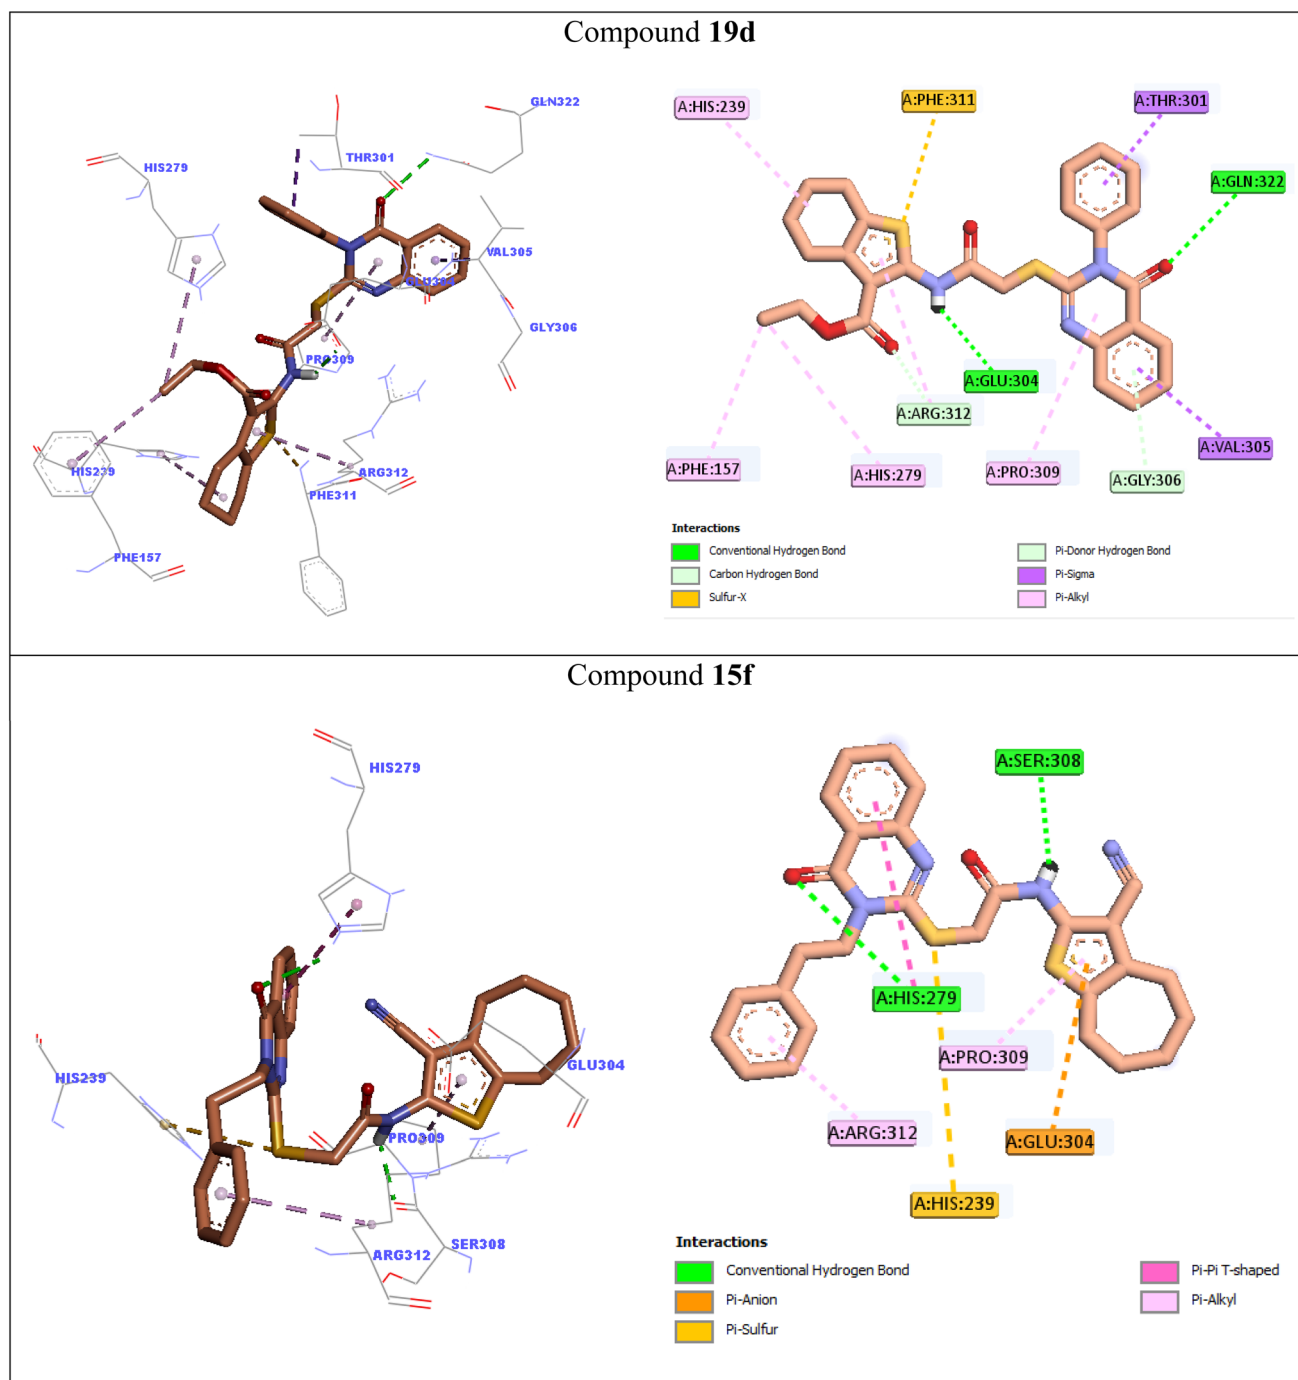 Compound 19d
GLN322
THR301
HIS279
VAL305
GLY306
PRO309
HIS239
ARG312
PHE311
PHE157
A:HIS:239
A:PHE:311
A:THR:301
A:GLN:322
A:GLU:304
A:ARG:312
A:VAL:305
A:PHE:157
A:HIS:279
A:PRO:309
A:GLY:306
Interactions
Conventional Hydrogen Bond
Carbon Hydrogen Bond
Sulfur-X
Pi-Donor Hydrogen Bond
Pi-Sigma
Pi-Alkyl
Compound 15f
HIS279
GLU304
HIS239
PRO309
SER308
ARG312
A:SER:308
A:HIS:279
A:PRO:309
A:ARG:312
A:GLU:304
A:HIS:239
Interactions
Conventional Hydrogen Bond
Pi-Anion
Pi-Sulfur
Pi-Pi T-shaped
Pi-Alkyl